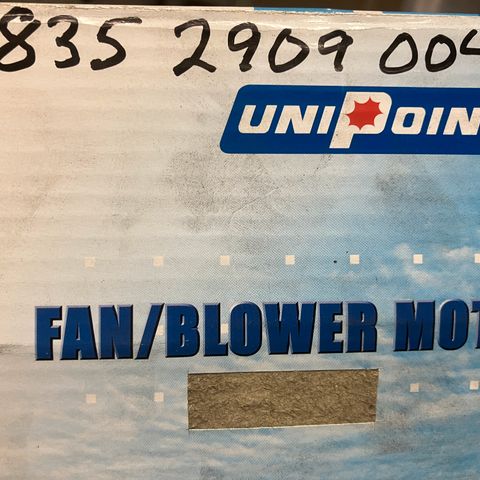 835 2909 004
UNIPOIN
FAN/BLOWER MOT